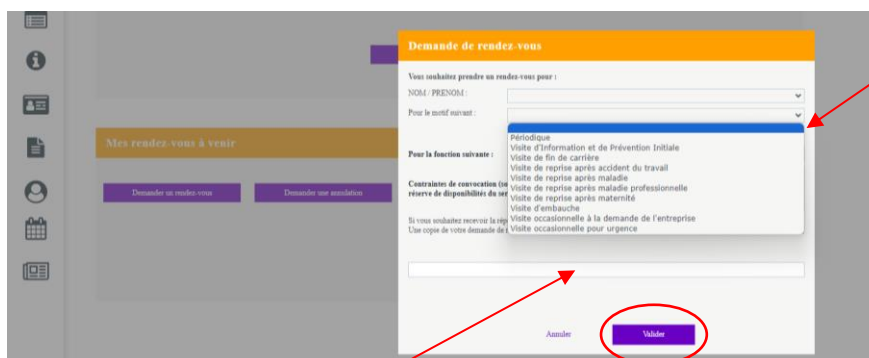 Demande de rendez-vous
Vous souhaitez prendre un rendez-vous pour :
NOM / PRENOM :
Pour le motif suivant :
Périodique
Visite d'Information et de Prévention Initiale
Visite de fin de carrière
Visite de reprise après accident du travail
Visite de reprise après maladie
Visite de reprise après maladie professionnelle
Visite de reprise après maternité
Visite d'embauche
Visite occasionnelle à la demande de l'entreprise
Visite occasionnelle pour urgence
Pour la fonction suivante :
Contraintes de convocation (so
réserve de disponibilités du ser
Si vous souhaitez recevoir la rép
Une copie de votre demande de
Mes rendez-vous à venir
Demander un rendez-vous
Demander une annulation
Annuler
Valider